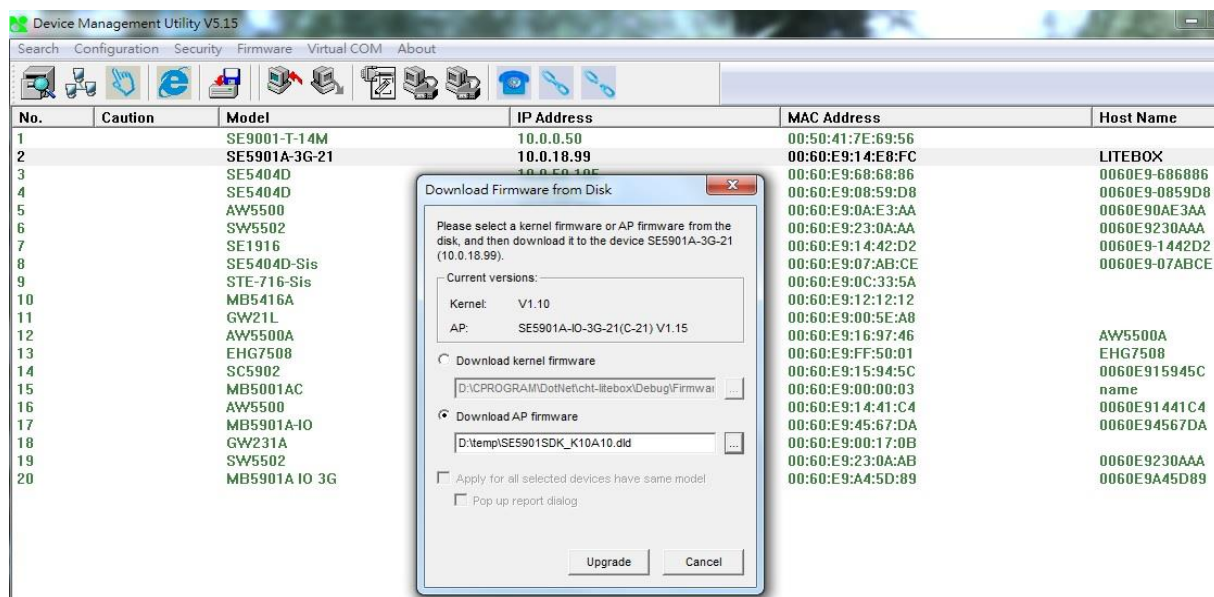 Device Management Utility V5.15
Search Configuration Security Firmware Virtual COM About
No. Caution Model IP Address MAC Address Host Name
1 SE9001-T-14M 10.0.0.50 00:50:41:7E:69:56
2 SE5901A-3G-21 10.0.18.99 00:60:E9:14:E8:FC LITEBOX
3 SE5404D 00:60:E9:68:68:86 0060E9-686886
4 SE5404D 00:60:E9:08:59:D8 0060E9-0859D8
5 AW5500 00:60:E9:0A:E3:AA 0060E90AE3AA
6 SW5502 00:60:E9:23:0A:AA 0060E9230AAA
7 SE1916 00:60:E9:14:42:D2 0060E9-1442D2
8 SE5404D-Sis 00:60:E9:07:AB:CE 0060E9-07ABCE
9 STE-716-Sis 00:60:E9:0C:33:5A
10 MB5416A 00:60:E9:12:12:12
11 GW21L 00:60:E9:00:5E:A8
12 AW5500A 00:60:E9:16:97:46 AW5500A
13 EHG7508 00:60:E9:FF:50:01 EHG7508
14 SC5902 00:60:E9:15:94:5C 0060E915945C
15 MB5001AC 00:60:E9:00:00:03 name
16 AW5500 00:60:E9:14:41:C4 0060E91441C4
17 MB5901A-IO 00:60:E9:45:67:DA 0060E94567DA
18 GW231A 00:60:E9:00:17:0B
19 SW5502 00:60:E9:23:0A:AB 0060E9230AAA
20 MB5901A IO 3G 00:60:E9:A4:5D:89 0060E9A45D89
Download Firmware from Disk
Please select a kernel firmware or AP firmware from the
disk, and then download it to the device SE5901A-3G-21
(10.0.18.99).
Current versions:
Kernel: V1.10
AP: SE5901A-IO-3G-21(C-21) V1.15
Download kernel firmware
D:\CPROGRAM\DotNet\cht-litebox\Debug\Firmwar ...
Download AP firmware
D:\temp\SE5901SDK_K10A10.dld ...
Apply for all selected devices have same model
Pop up report dialog
Upgrade Cancel